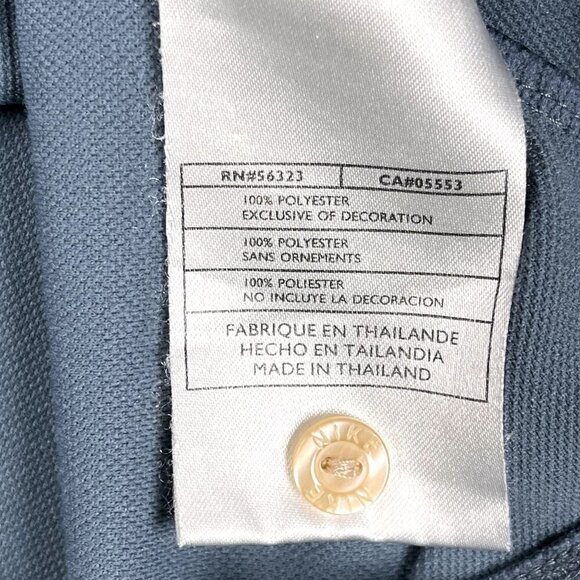 RN#56323 CA#05553
100% POLYESTER
EXCLUSIVE OF DECORATION
100% POLYESTER
SANS ORNEMENTS
100% POLIESTER
NO INCLUYE LA DECORACION
FABRIQUE EN THAILANDE
HECHO EN TAILANDIA
MADE IN THAILAND
NIKE
NIKE